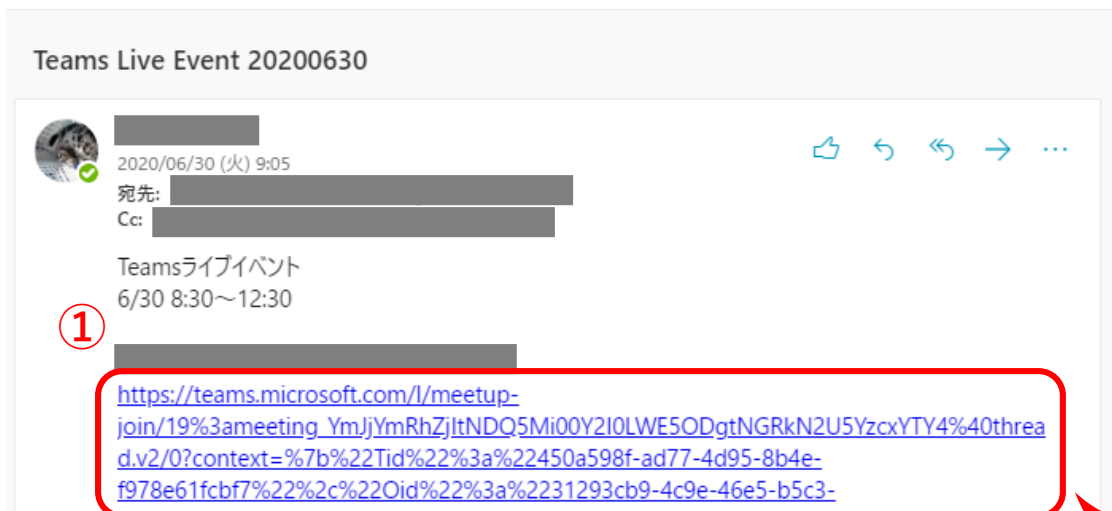 Teams Live Event 20200630
2020/06/30 (火) 9:05
宛先:
Cc:
Teamsライブイベント
6/30 8:30～12:30
①
https://teams.microsoft.com/l/meetup-
join/19%3ameeting_YmJjYmRhZjItNDQ5Mi00Y2I0LWE5ODgtNGRkN2U5YzcxYTY4%40threa
d.v2/0?context=%7b%22Tid%22%3a%22450a598f-ad77-4d95-8b4e-
f978e61fcbf7%22%2c%22Oid%22%3a%2231293cb9-4c9e-46e5-b5c3-